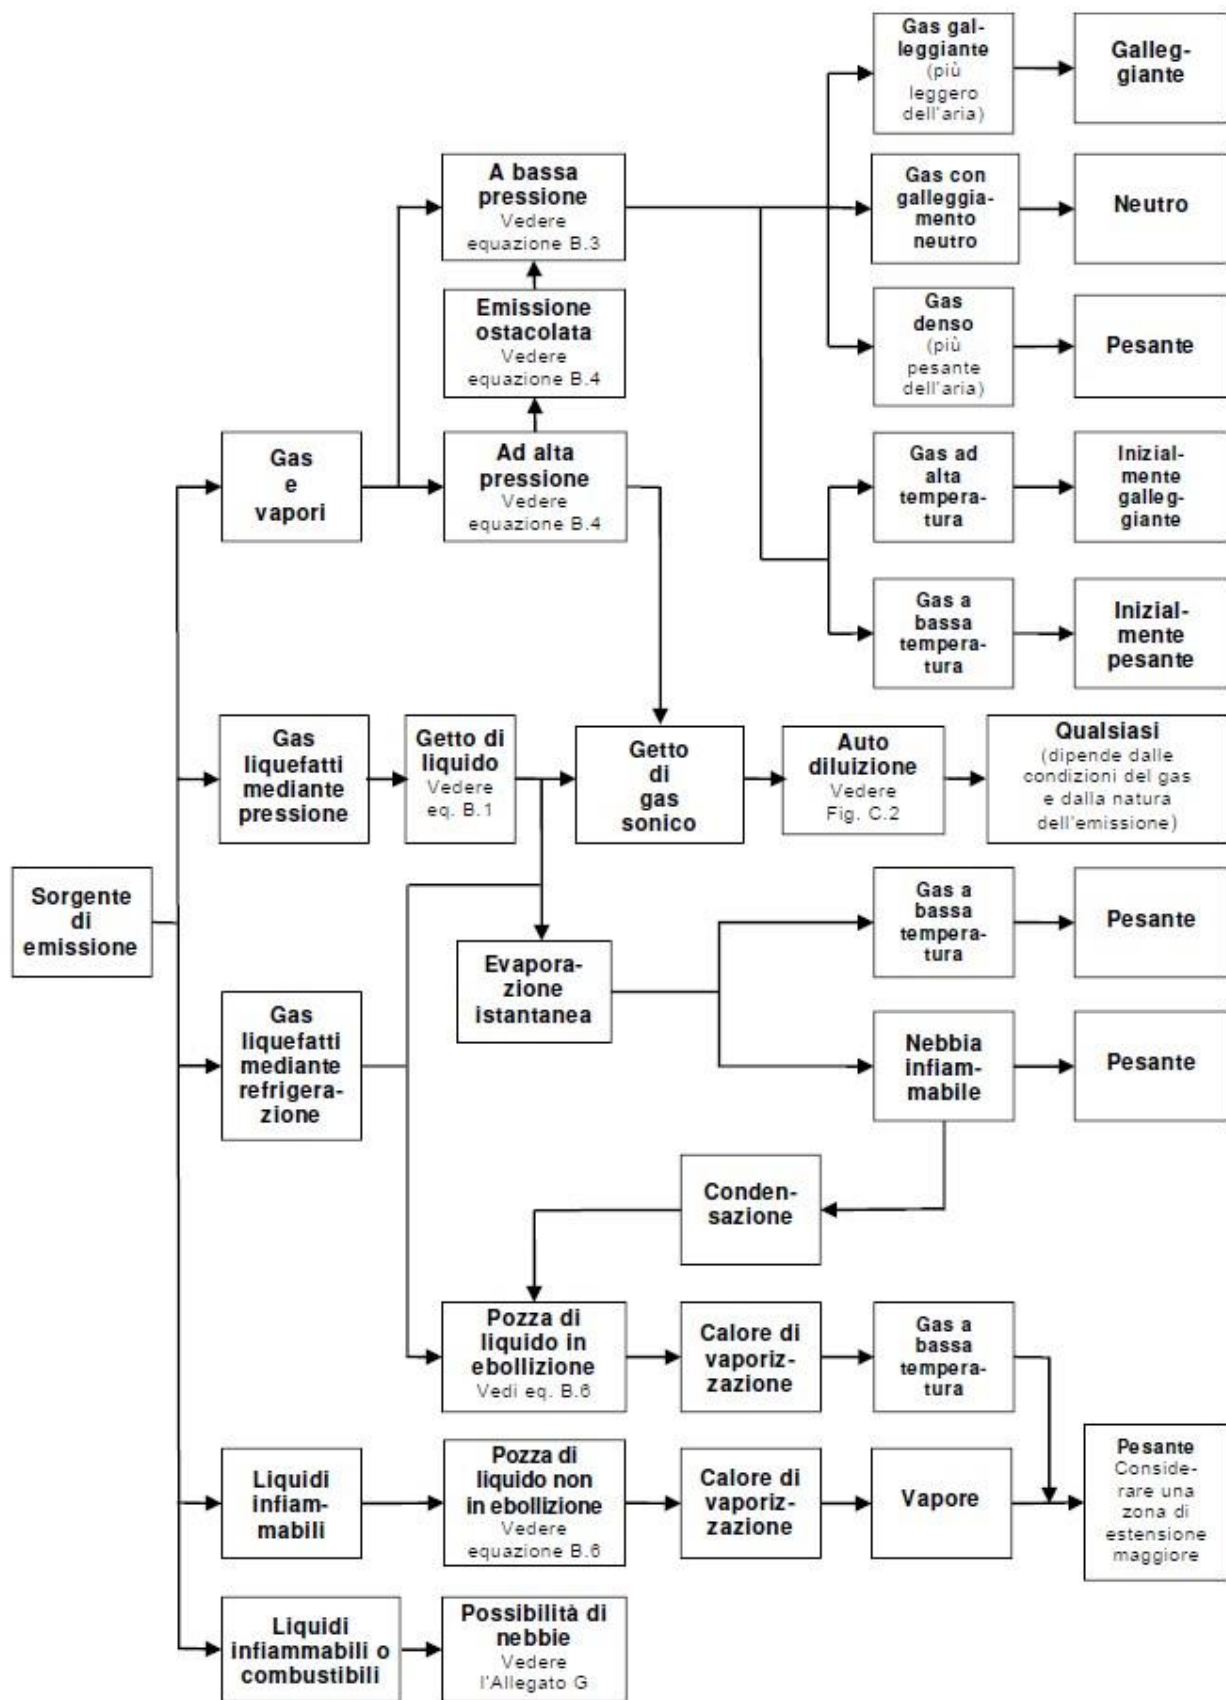 Gas gal-
leggiante
(più
leggero
dell'aria)
Galleg-
giante
A bassa
pressione
Vedere
equazione B.3
Gas con
galleggia-
mento
neutro
Neutro
Emissione
ostacolata
Vedere
equazione B.4
Gas
denso
(più
pesante
dell'aria)
Pesante
Gas
e
vapori
Ad alta
pressione
Vedere
equazione B.4
Gas ad
alta
tempera-
tura
Inizial-
mente
galleg-
giante
Gas a
bassa
tempera-
tura
Inizial-
mente
pesante
Gas
liquefatti
mediante
pressione
Getto di
liquido
Vedere
eq. B.1
Getto
di
gas
sonico
Auto
diluizione
Vedere
Fig. C.2
Qualsiasi
(dipende dalle
condizioni del gas
e dalla natura
dell'emissione)
Sorgente
di
emissione
Gas a
bassa
tempera-
tura
Pesante
Evapora-
zione
istantanea
Gas
liquefatti
mediante
refrigera-
zione
Nebbia
infiam-
mabile
Pesante
Conden-
sazione
Pozza di
liquido in
ebollizione
Vedi eq. B.6
Calore di
vaporiz-
zazione
Gas a
bassa
tempera-
tura
Liquidi
infiam-
mabili
Pozza di
liquido non
in ebollizione
Vedere
equazione B.6
Calore di
vaporiz-
zazione
Vapore
Pesante
Conside-
rare una
zona di
estensione
maggiore
Liquidi
infiammabili o
combustibili
Possibilità di
nebbie
Vedere
l'Allegato G